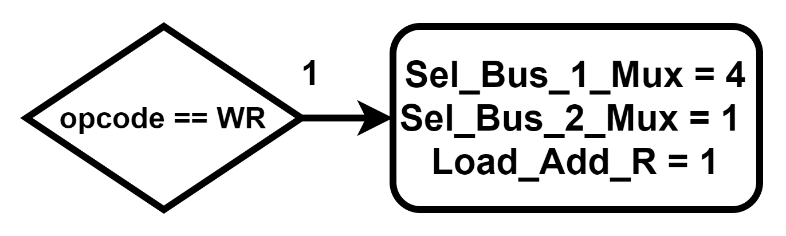 opcode == WR
1
Sel_Bus_1_Mux = 4
Sel_Bus_2_Mux = 1
Load_Add_R = 1